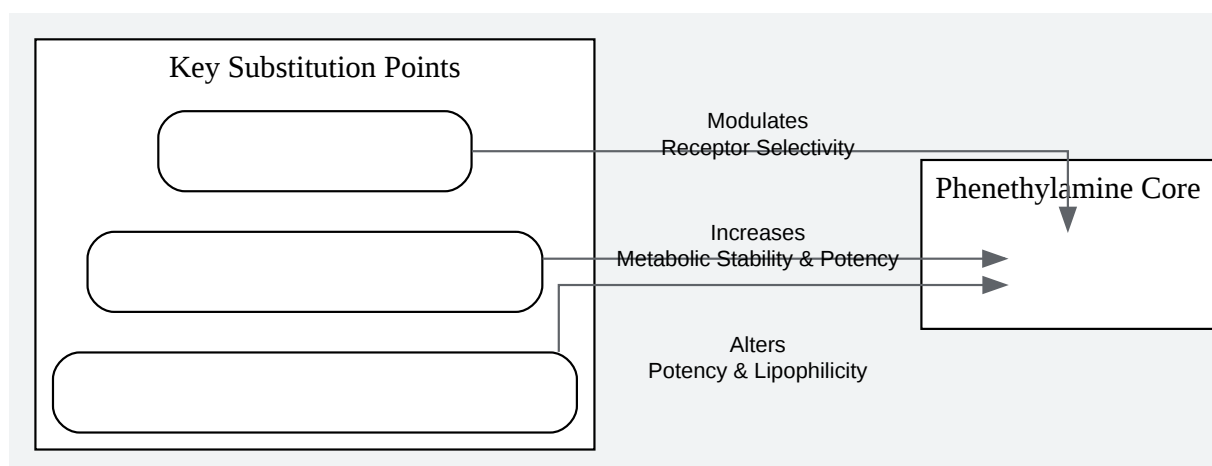 Key Substitution Points
Modulates
Receptor Selectivity
Phenethylamine Core
Increases
Metabolic Stability & Potency
Alters
Potency & Lipophilicity